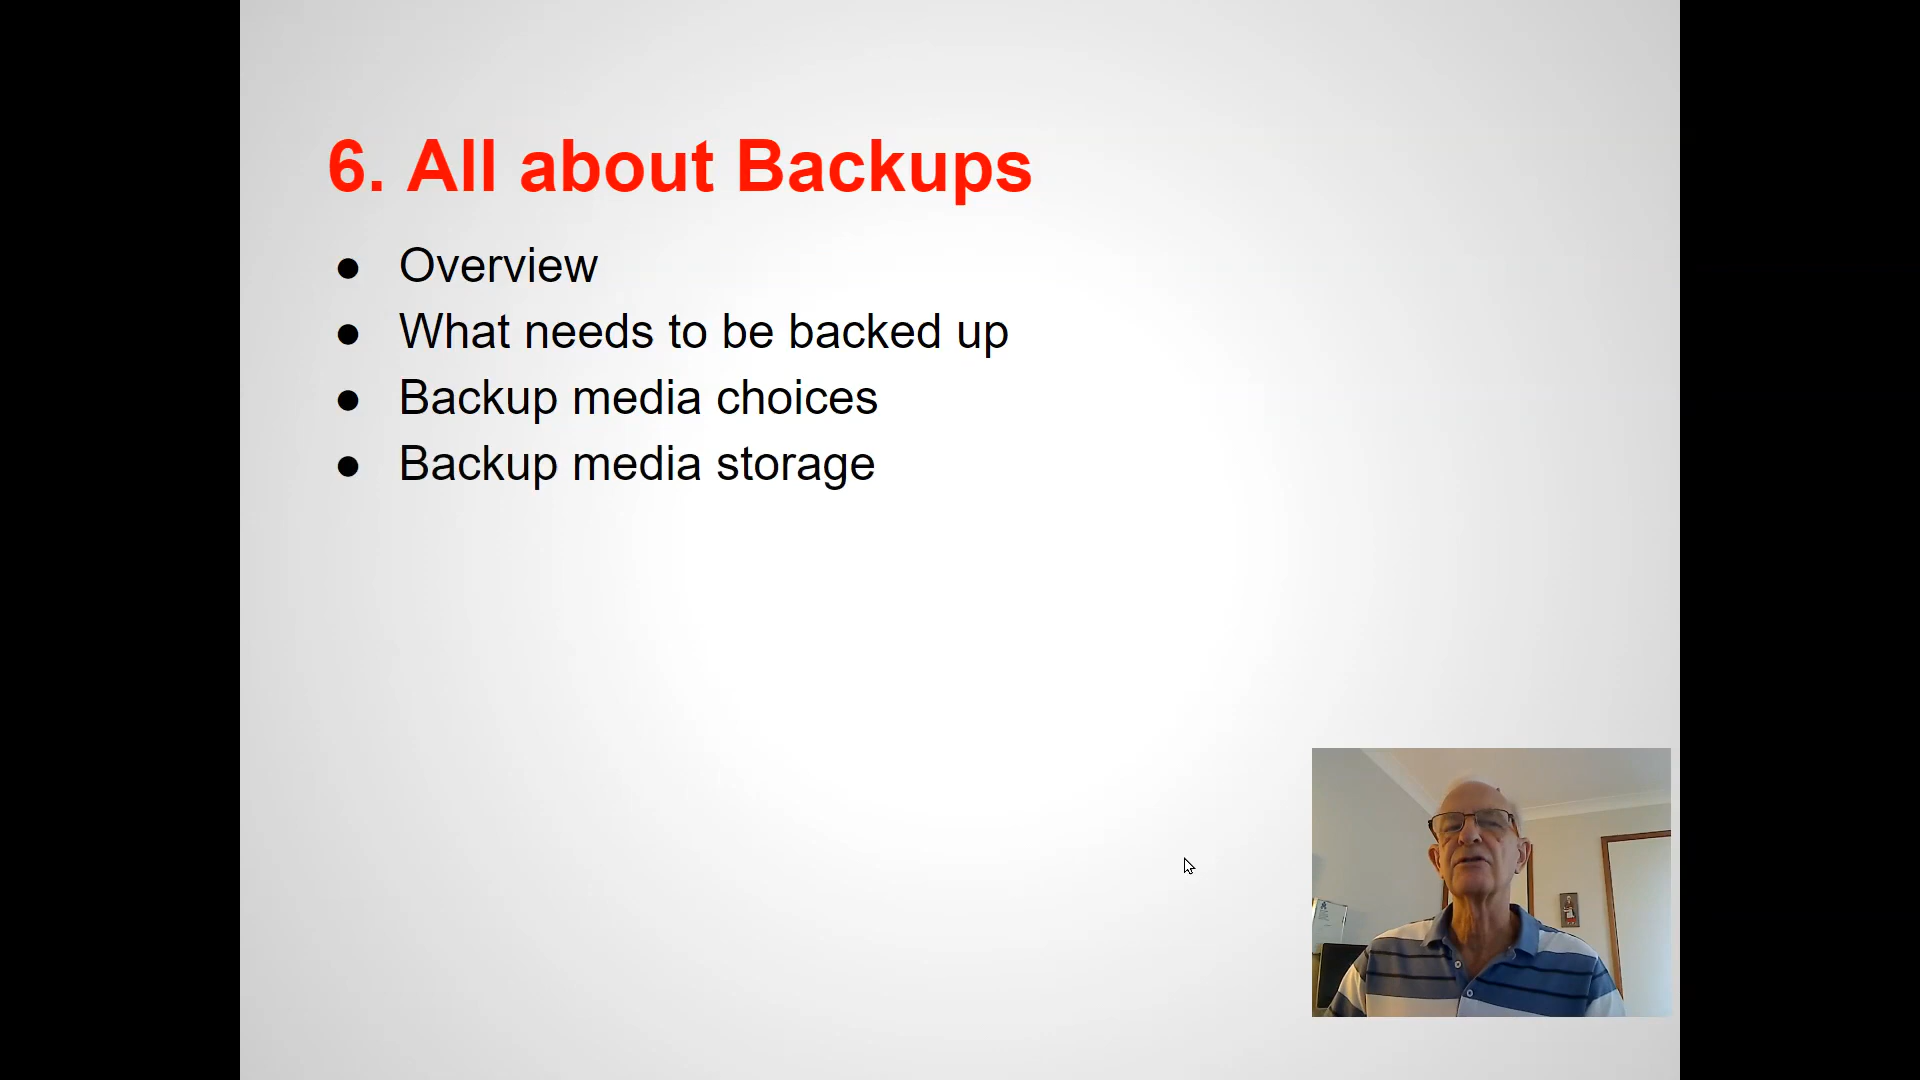 6. All about Backups
● Overview
● What needs to be backed up
● Backup media choices
● Backup media storage